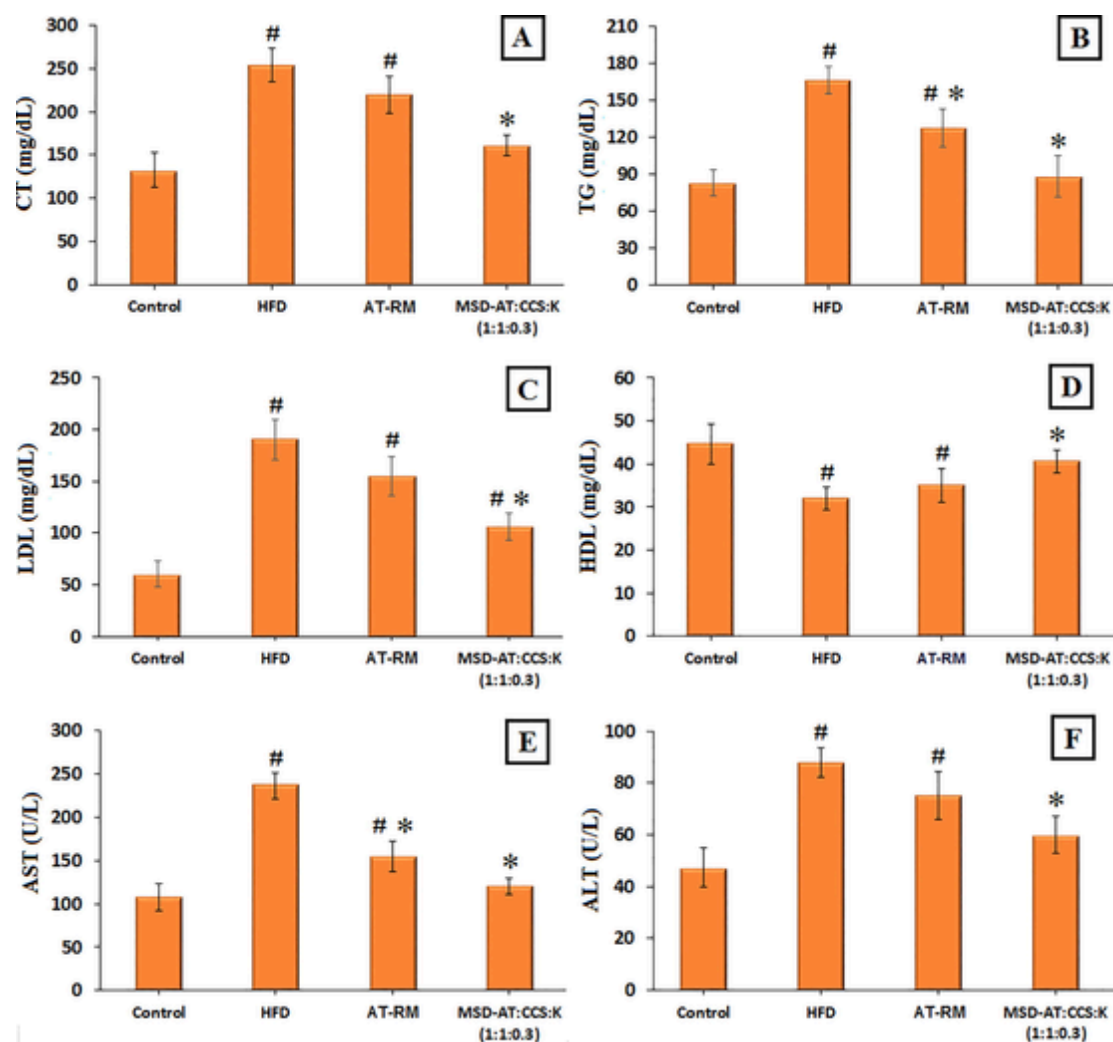 A
CT (mg/dL)
300
250
200
150
100
50
0
#
#
*
Control
HFD
AT-RM
MSD-AT:CCS:K
(1:1:0.3)
B
TG (mg/dL)
210
180
150
120
90
60
30
0
#
# *
*
Control
HFD
AT-RM
MSD-AT:CCS:K
(1:1:0.3)
C
LDL (mg/dL)
250
200
150
100
50
0
#
#
# *
Control
HFD
AT-RM
MSD-AT:CCS:K
(1:1:0.3)
D
HDL (mg/dL)
60
50
40
30
20
10
0
#
#
*
Control
HFD
AT-RM
MSD-AT:CCS:K
(1:1:0.3)
E
AST (U/L)
300
250
200
150
100
50
0
#
# *
*
Control
HFD
AT-RM
MSD-AT:CCS:K
(1:1:0.3)
F
ALT (U/L)
100
80
60
40
20
0
#
#
*
Control
HFD
AT-RM
MSD-AT:CCS:K
(1:1:0.3)